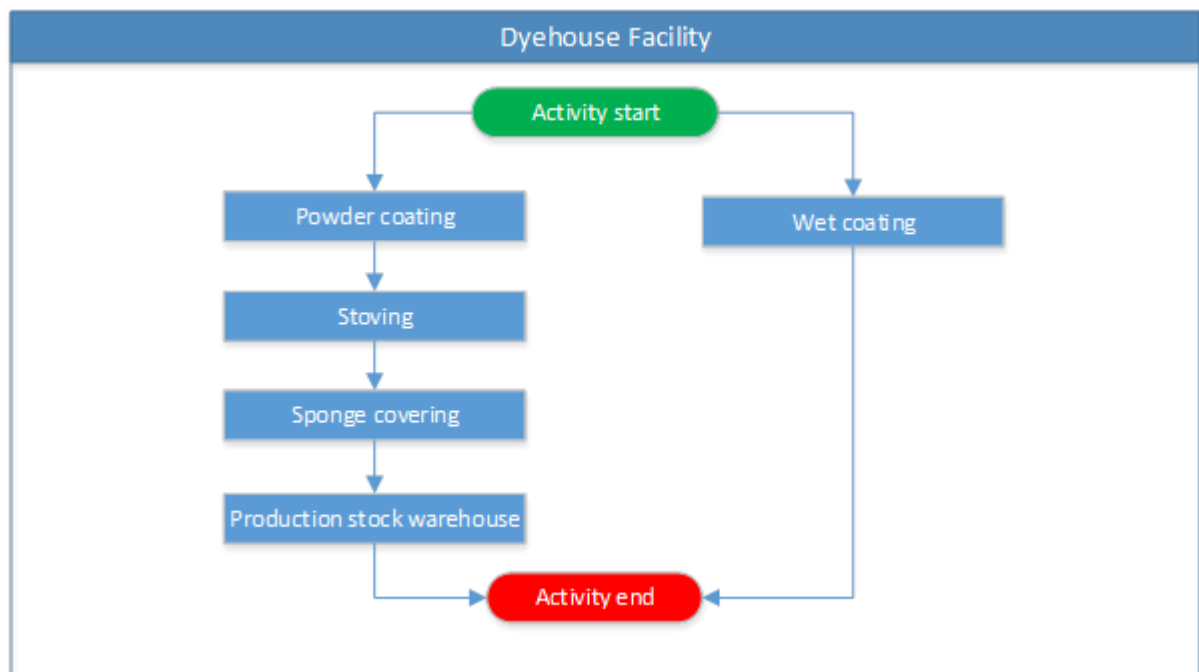 Dyehouse Facility
Activity start
Powder coating
Wet coating
Stoving
Sponge covering
Production stock warehouse
Activity end